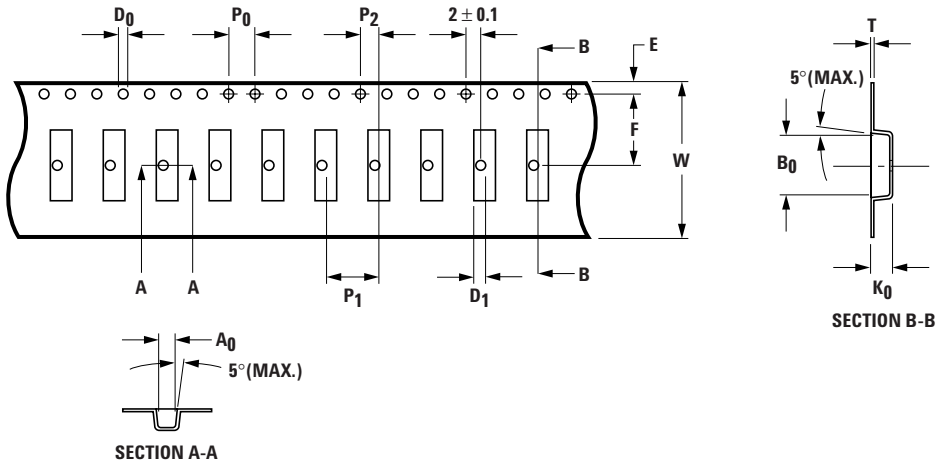 D0
P0
P2
2 ± 0.1
B
E
T
5°(MAX.)
F
W
B0
A
A
P1
D1
B
K0
SECTION B-B
A0
5°(MAX.)
SECTION A-A